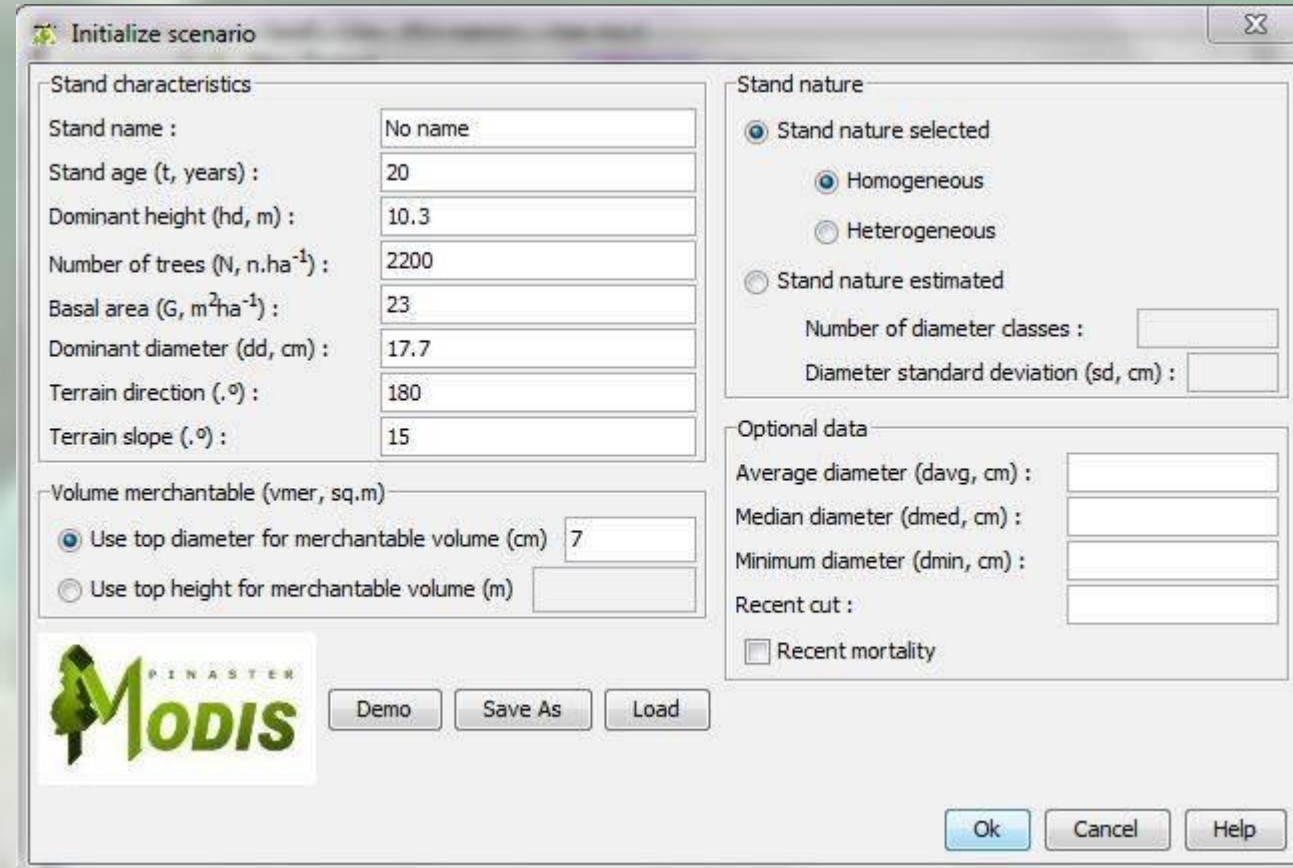 Initialize scenario
Stand characteristics
Stand name : No name
Stand age (t, years) : 20
Dominant height (hd, m) : 10.3
Number of trees (N, n.ha⁻¹) : 2200
Basal area (G, m²ha⁻¹) : 23
Dominant diameter (dd, cm) : 17.7
Terrain direction (.º) : 180
Terrain slope (.º) : 15
Volume merchantable (vmer, sq.m)
Use top diameter for merchantable volume (cm) 7
Use top height for merchantable volume (m)
PINASTER
MODIS
Demo Save As Load
Stand nature
Stand nature selected
Homogeneous
Heterogeneous
Stand nature estimated
Number of diameter classes :
Diameter standard deviation (sd, cm) :
Optional data
Average diameter (davg, cm) :
Median diameter (dmed, cm) :
Minimum diameter (dmin, cm) :
Recent cut :
Recent mortality
Ok Cancel Help